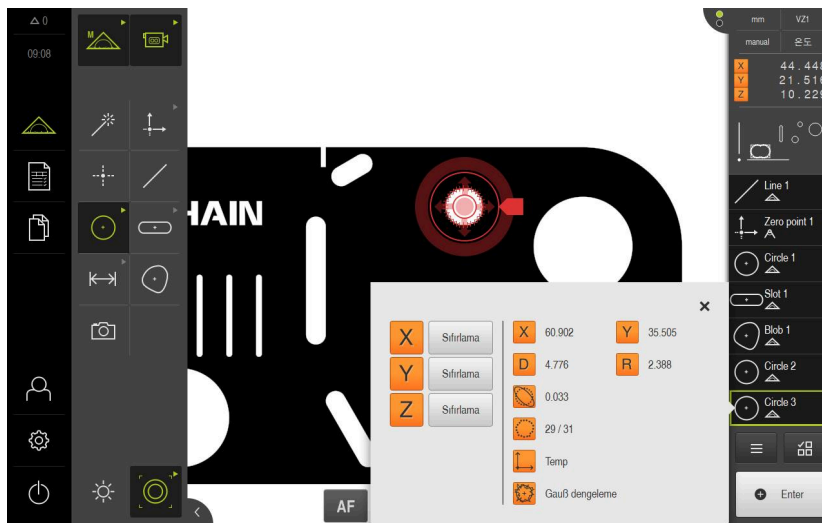 0
09:08
M
HAIN
AF
mm
VZ1
manual
온도
X 44.448
Y 21.516
Z 10.229
Line 1
Zero point 1
Circle 1
Slot 1
Blob 1
Circle 2
Circle 3
Enter
X Sıfırlama
Y Sıfırlama
Z Sıfırlama
X 60.902
Y 35.505
D 4.776
R 2.388
0.033
29 / 31
Temp
Gauß dengeleme